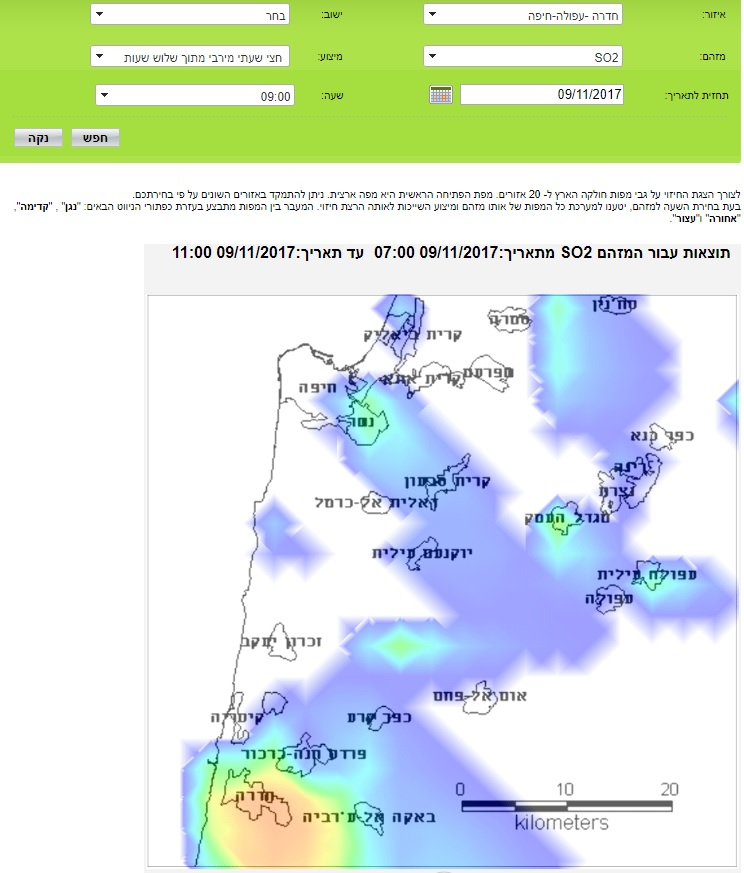 איזור: חדרה -עפולה-חיפה ישוב: בחר
מזהם: SO2 מיצוע: חצי שעתי מירבי מתוך שלוש שעות
תחזית לתאריך: 09/11/2017 שעה: 09:00
חפש נקה
לצורך הצגת החיזוי על גבי מפות חולקה הארץ ל- 20 אזורים. מפת הפתיחה הראשית היא מפה ארצית. ניתן להתמקד באזורים השונים על פי בחירתכם.
בעת בחירת השעה למזהם, יטענו למערכת כל המפות של אותו מזהם ומיצוע השייכות לאותה הרצת חיזוי. המעבר בין המפות מתבצע בעזרת כפתורי הניווט הבאים: "נגן" , "קדימה",
"אחורה" ו"עצור".
תוצאות עבור המזהם SO2 מתאריך:09/11/2017 07:00 עד תאריך:09/11/2017 11:00
סח'נין
סמרה
קרית ביאליק
שפרעם
קרית אתא
חיפה
נשר
כפר כנא
רינה
קרית טבעון
נצרת
דאלית אל-כרמל
מגדל העמק
יוקנעם עילית
עפולה עילית
עפולה
זכרון יעקב
אום אל-פחם
קיסריה
כפר קרע
פרדס חנה-כרכור
חדרה
באקה אל-ע'רביה
0 10 20
kilometers